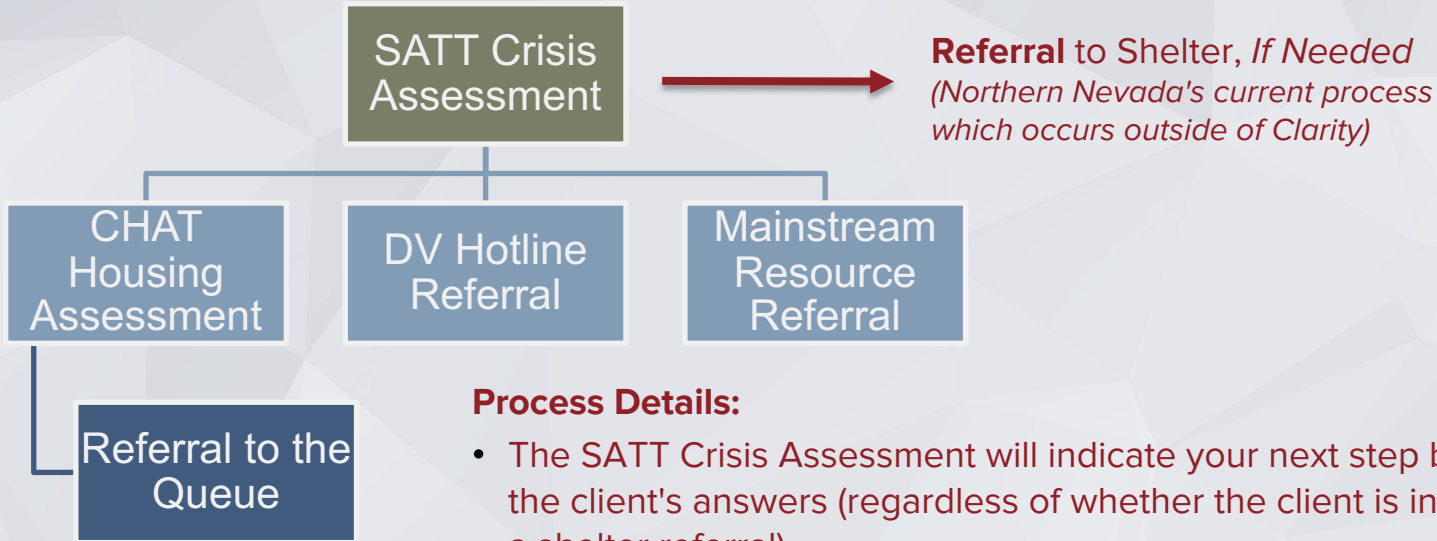 SATT Crisis
Assessment
Referral to Shelter, If Needed
(Northern Nevada's current process
which occurs outside of Clarity)
CHAT
Housing
Assessment
DV Hotline
Referral
Mainstream
Resource
Referral
Referral to the
Queue
Process Details:
• The SATT Crisis Assessment will indicate your next step
the client's answers (regardless of whether the client is
a shelter referral)